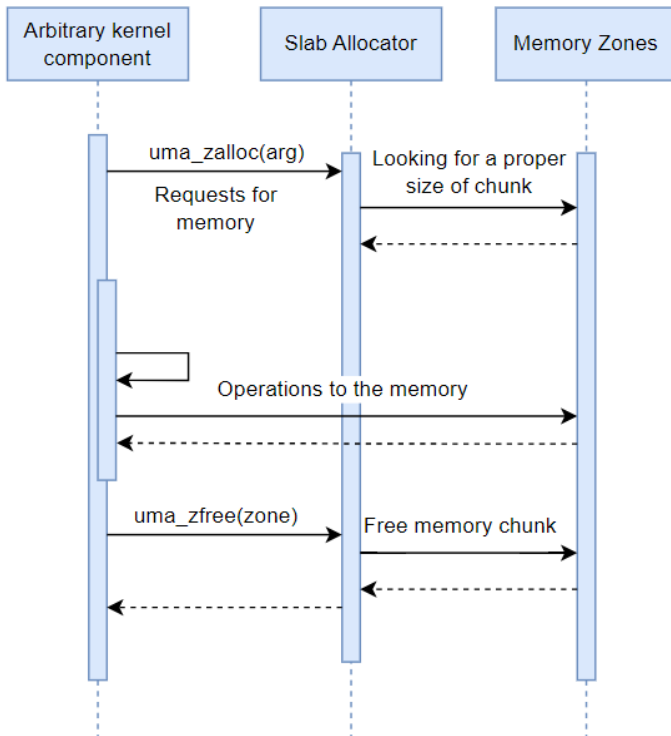 Arbitrary kernel
component
Slab Allocator
Memory Zones
uma_zalloc(arg)
Requests for
memory
Looking for a proper
size of chunk
Operations to the memory
uma_zfree(zone)
Free memory chunk